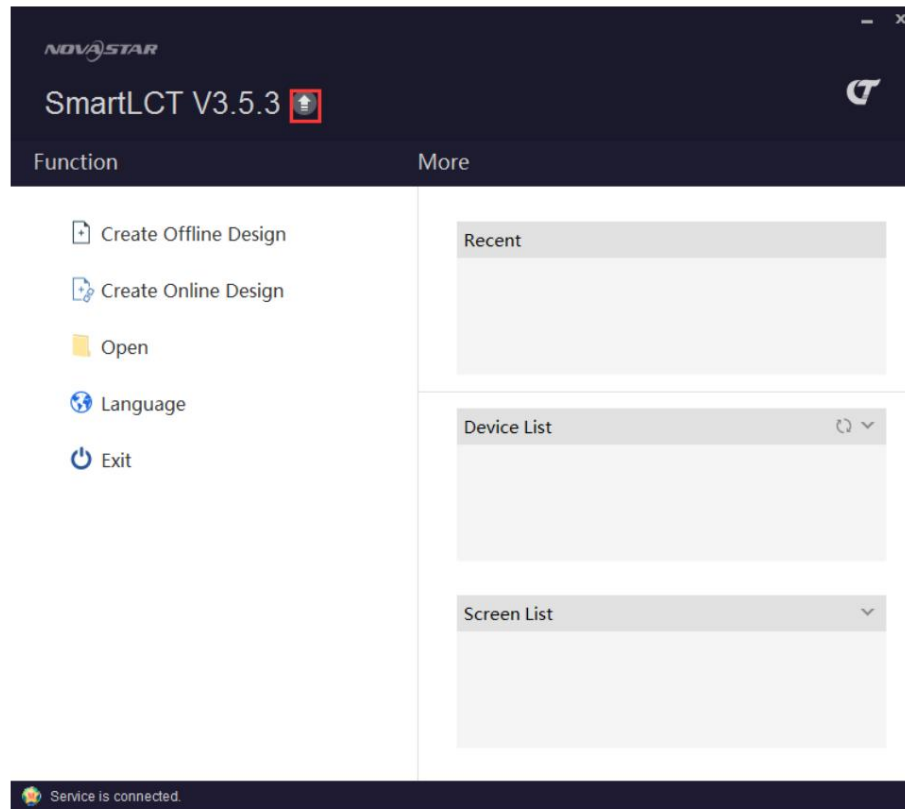 NOVASTAR
SmartLCT V3.5.3
Function
More
Create Offline Design
Create Online Design
Open
Language
Exit
Recent
Device List
Screen List
Service is connected.